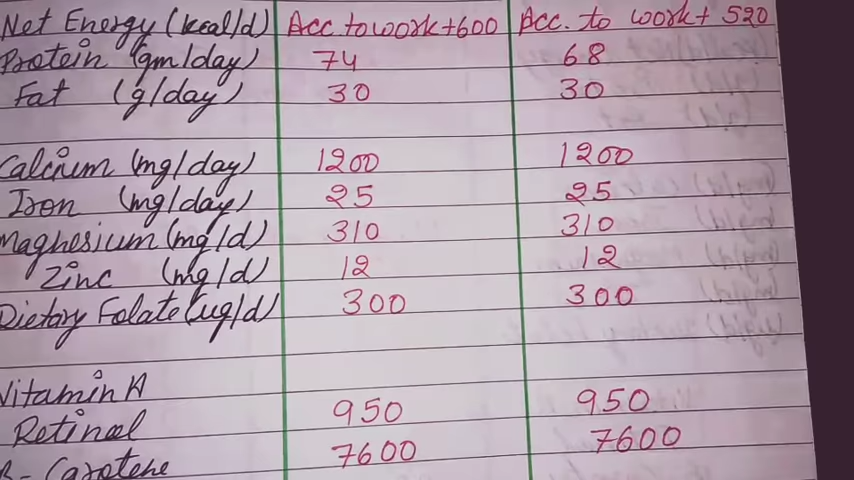 Net Energy (kcal/d) Acc to work+600 Acc. to work+ 520
Protein (gm/day) 74 68
Fat (g/day) 30 30
Calcium (mg/day) 1200 1200
Iron (mg/day) 25 25
Maghesium (mg/d) 310 310
Zinc (mg/d) 12 12
Dietary Folate (ug/d) 300 300
Vitamin A
Retinol 950 950
B-Carotene 7600 7600